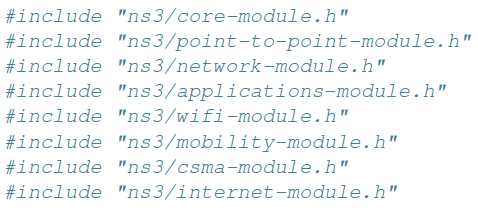 #include "ns3/core-module.h"
#include "ns3/point-to-point-module.h"
#include "ns3/network-module.h"
#include "ns3/applications-module.h"
#include "ns3/wifi-module.h"
#include "ns3/mobility-module.h"
#include "ns3/csma-module.h"
#include "ns3/internet-module.h"